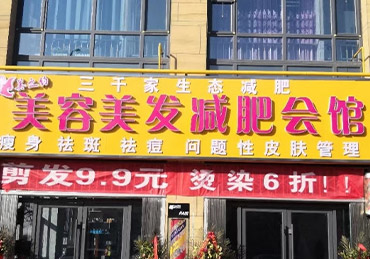 三千家生态减肥
美容美发减肥会馆
瘦身 祛斑 祛痘 问题性皮肤管理
剪发9.9元 烫染6折!!